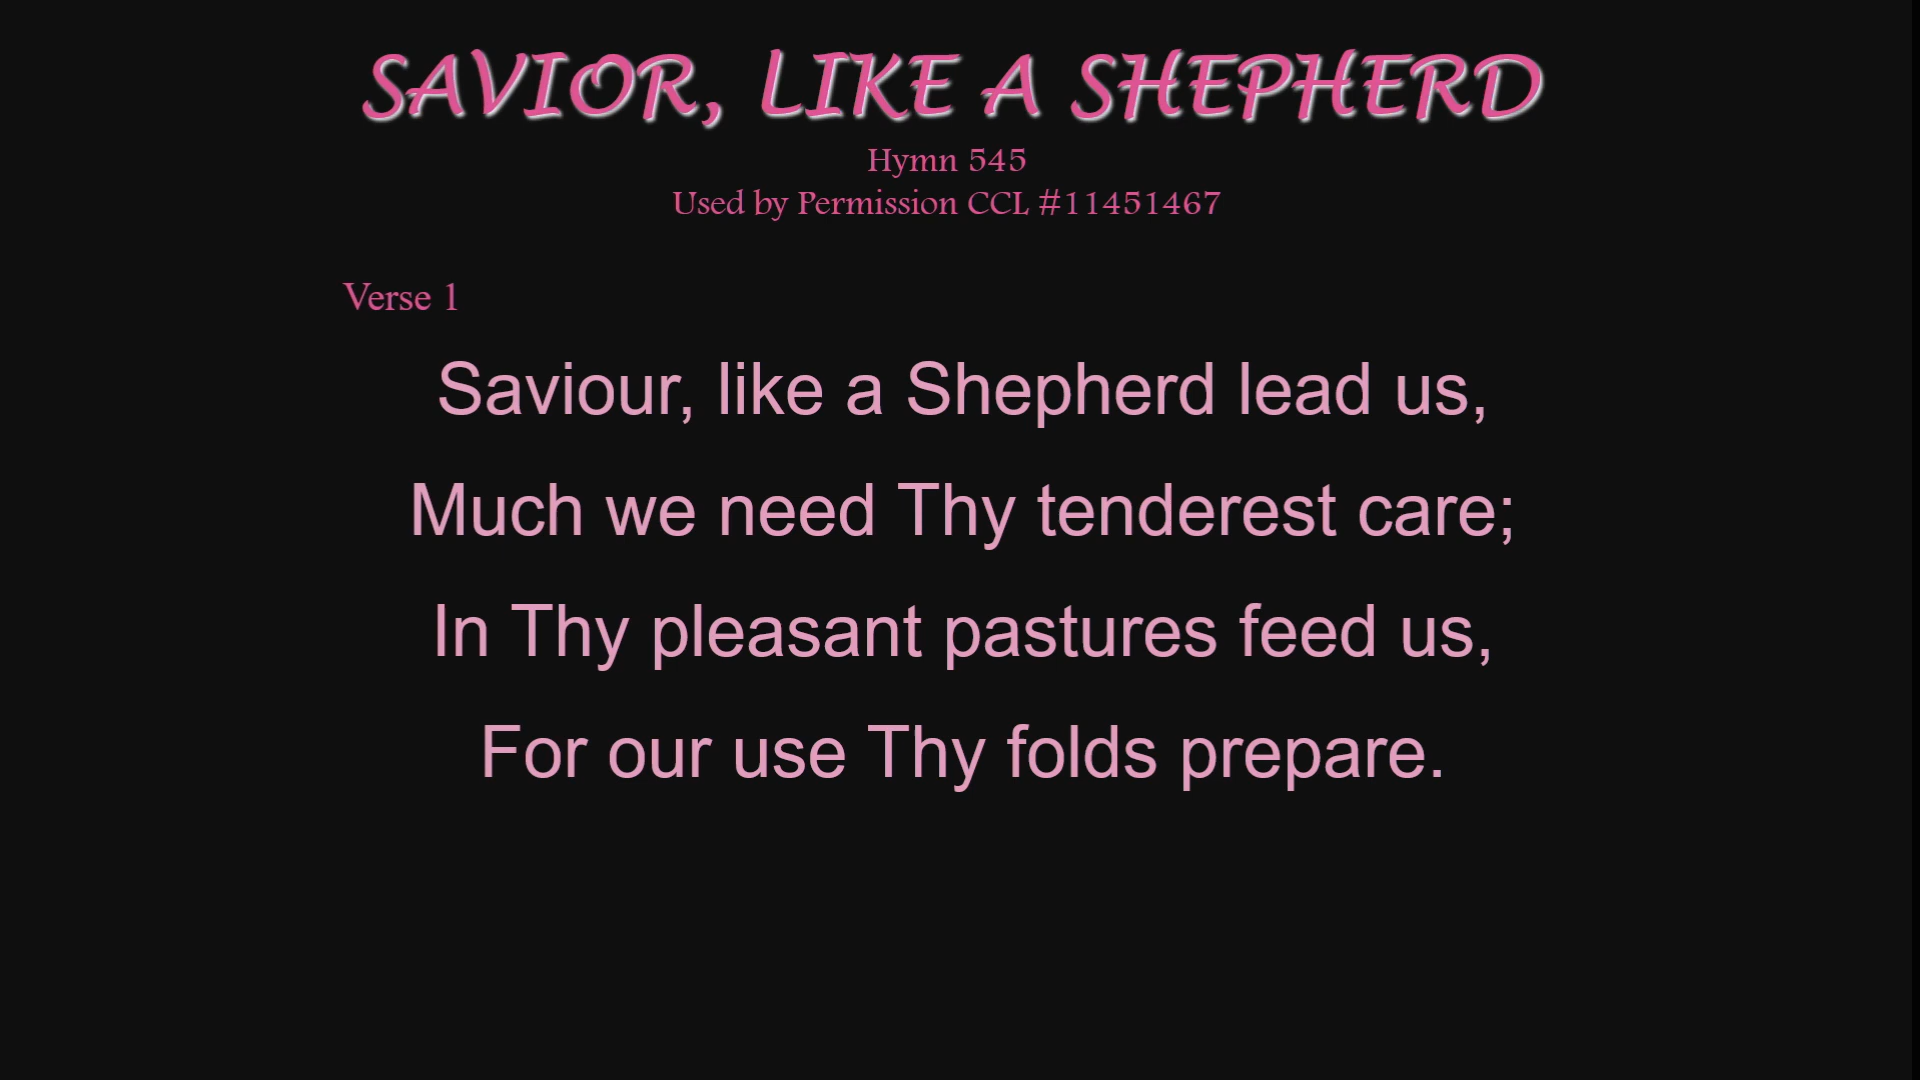 SAVIOR, LIKE A SHEPHERD
Hymn 545
Used by Permission CCL #11451467
Verse 1
Saviour, like a Shepherd lead us,
Much we need Thy tenderest care;
In Thy pleasant pastures feed us,
For our use Thy folds prepare.